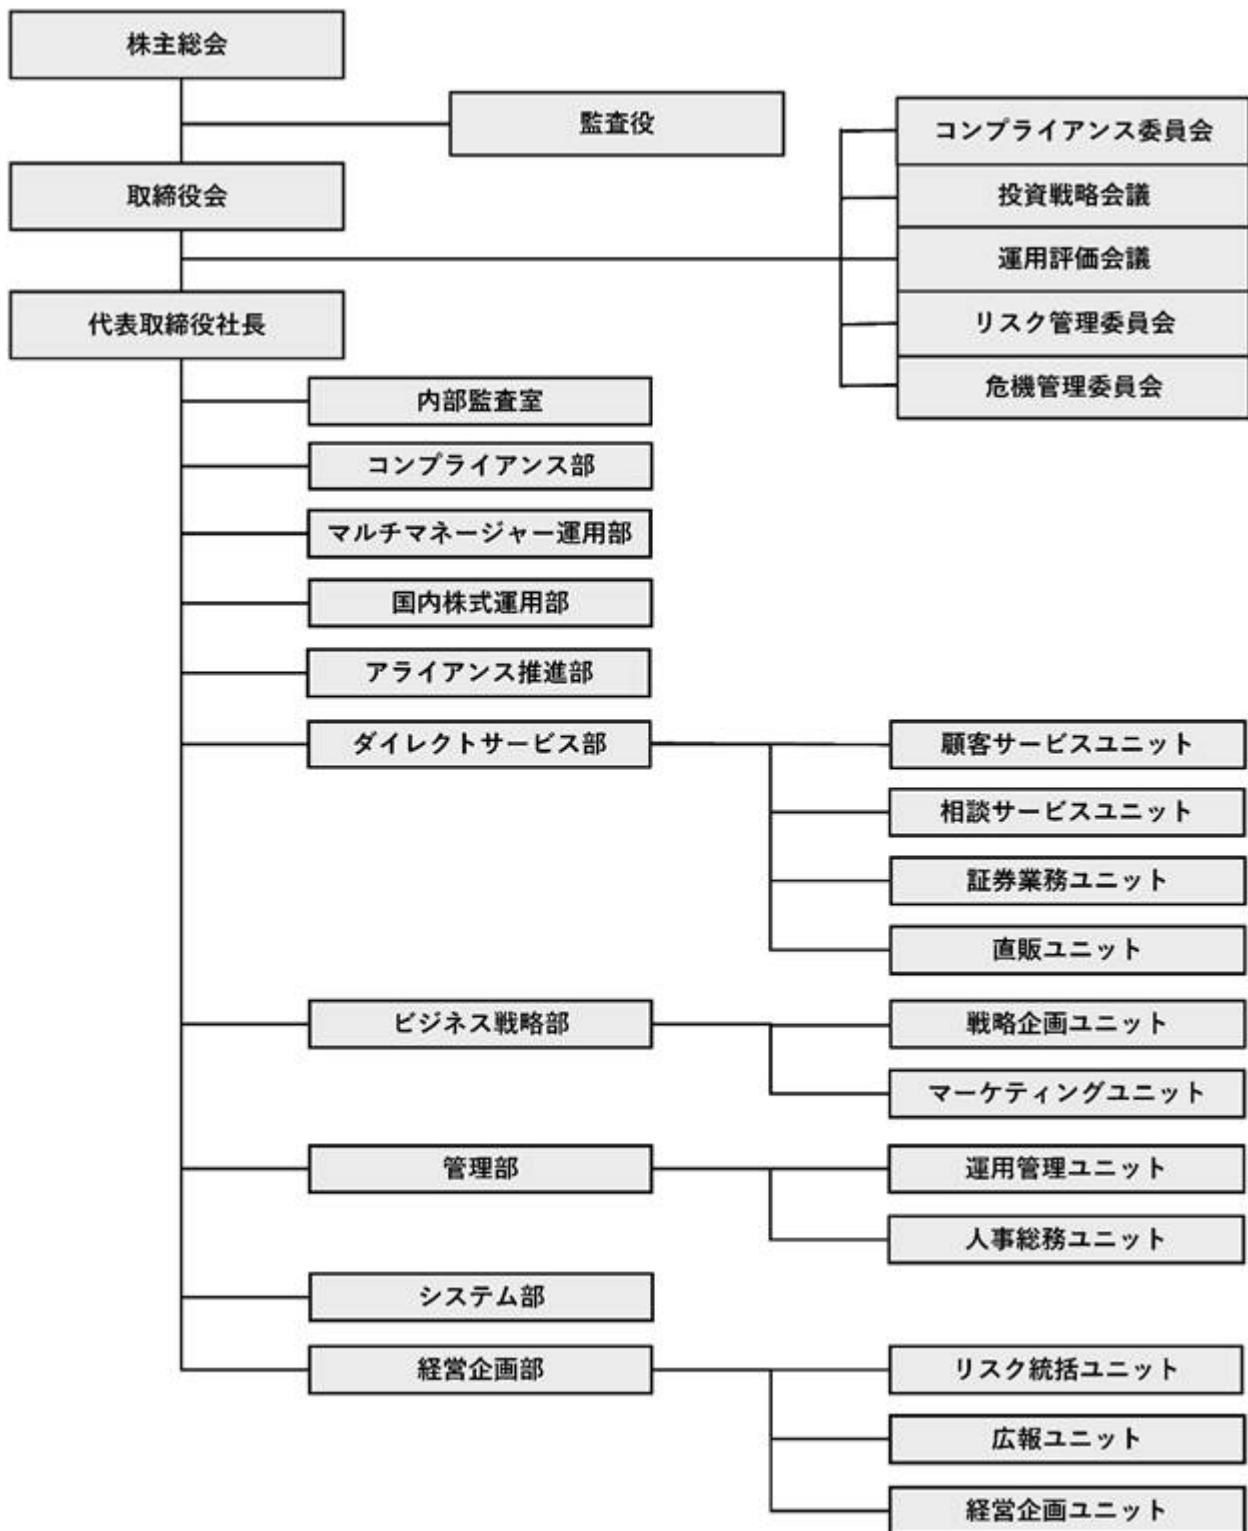 株主総会
監査役
コンプライアンス委員会
取締役会
投資戦略会議
運用評価会議
代表取締役社長
リスク管理委員会
危機管理委員会
内部監査室
コンプライアンス部
マルチマネージャー運用部
国内株式運用部
アライアンス推進部
ダイレクトサービス部
顧客サービスユニット
相談サービスユニット
証券業務ユニット
直販ユニット
ビジネス戦略部
戦略企画ユニット
マーケティングユニット
管理部
運用管理ユニット
人事総務ユニット
システム部
経営企画部
リスク統括ユニット
広報ユニット
経営企画ユニット